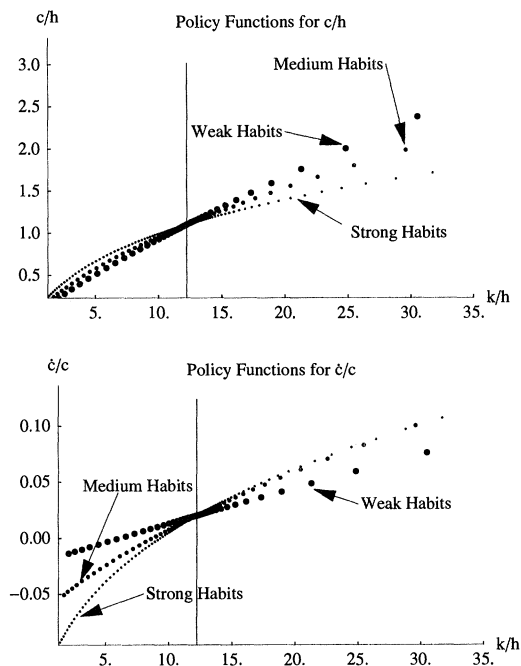 c/h
Policy Functions for c/h
3.0
Medium Habits
2.5
Weak Habits
2.0
1.5
Strong Habits
1.0
0.5
k/h
5. 10. 15. 20. 25. 30. 35.
ċ/c
Policy Functions for ċ/c
0.10
0.05
Medium Habits
Weak Habits
0.00
-0.05
Strong Habits
k/h
5. 10. 15. 20. 25. 30. 35.